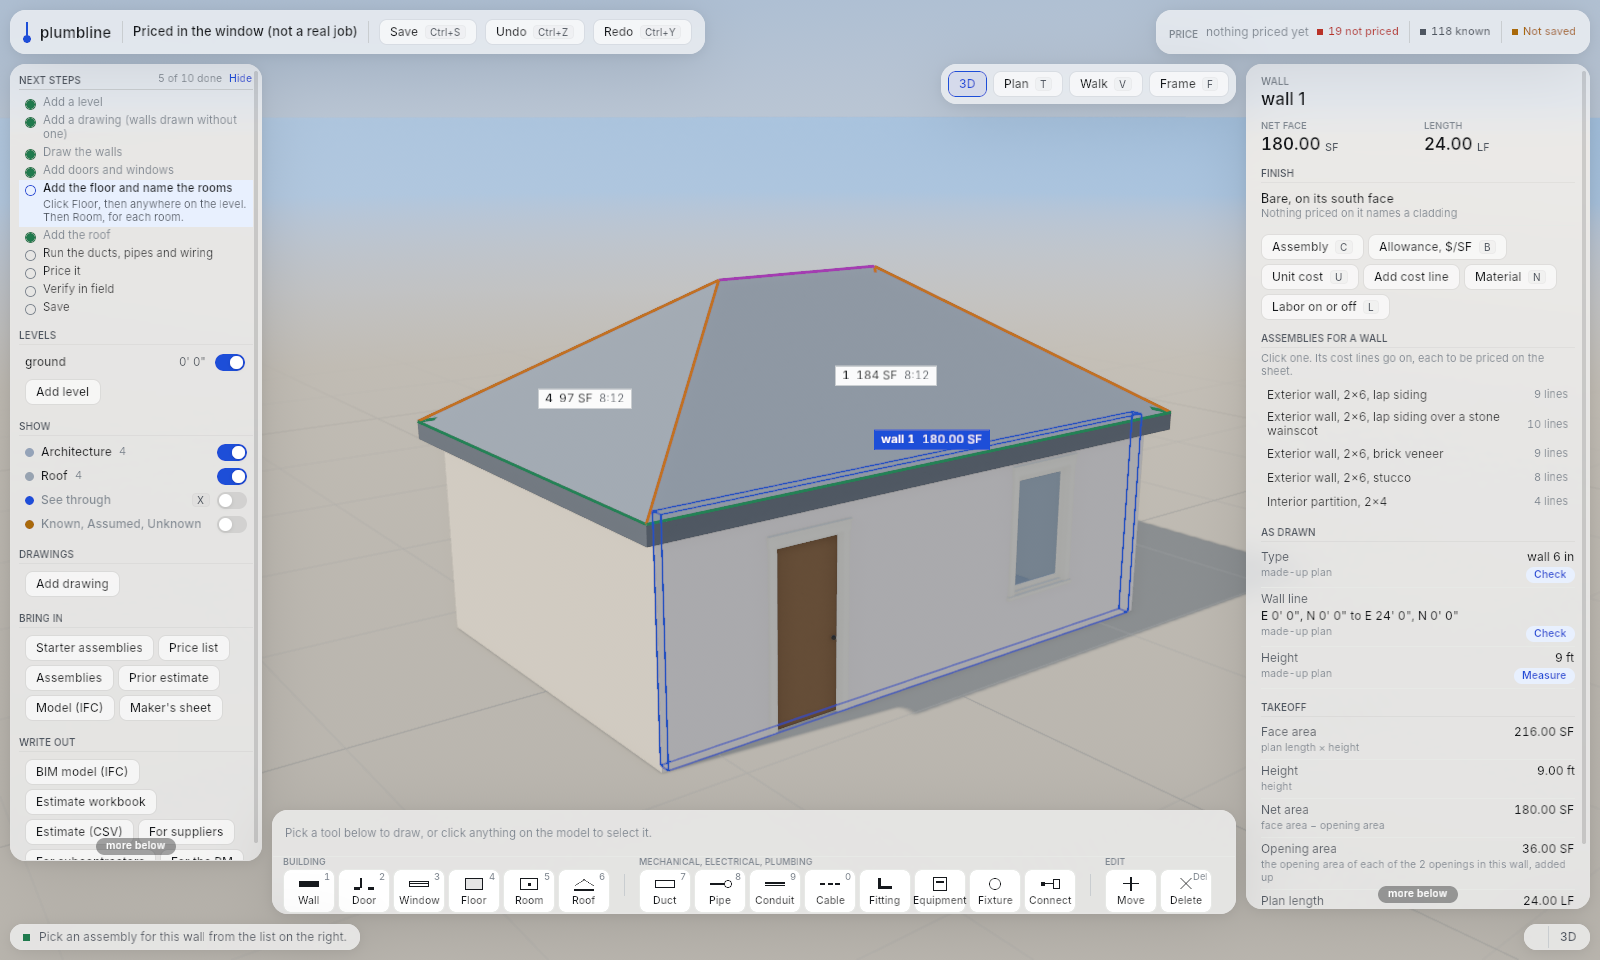 plumbline
Priced in the window (not a real job)
Save Ctrl+S
Undo Ctrl+Z
Redo Ctrl+Y
PRICE nothing priced yet
19 not priced
118 known
Not saved
NEXT STEPS
5 of 10 done Hide
Add a level
Add a drawing (walls drawn without
one)
Draw the walls
Add doors and windows
Add the floor and name the rooms
Click Floor, then anywhere on the level.
Then Room, for each room.
Add the roof
Run the ducts, pipes and wiring
Price it
Verify in field
Save
LEVELS
ground 0' 0"
Add level
SHOW
Architecture 4
Roof 4
See through X
Known, Assumed, Unknown
DRAWINGS
Add drawing
BRING IN
Starter assemblies
Price list
Assemblies
Prior estimate
Model (IFC)
Maker's sheet
WRITE OUT
BIM model (IFC)
Estimate workbook
Estimate (CSV)
For suppliers
more below
3D
Plan T
Walk V
Frame F
4 97 SF 8:12
1 184 SF 8:12
wall 1 180.00 SF
WALL
wall 1
NET FACE
180.00 SF
LENGTH
24.00 LF
FINISH
Bare, on its south face
Nothing priced on it names a cladding
Assembly C
Allowance, $/SF B
Unit cost U
Add cost line
Material N
Labor on or off L
ASSEMBLIES FOR A WALL
Click one. Its cost lines go on, each to be priced on the
sheet.
Exterior wall, 2×6, lap siding 9 lines
Exterior wall, 2×6, lap siding over a stone
wainscot 10 lines
Exterior wall, 2×6, brick veneer 9 lines
Exterior wall, 2×6, stucco 8 lines
Interior partition, 2×4 4 lines
AS DRAWN
Type wall 6 in
made-up plan Check
Wall line
E 0' 0", N 0' 0" to E 24' 0", N 0' 0"
made-up plan Check
Height 9 ft
made-up plan Measure
TAKEOFF
Face area 216.00 SF
plan length × height
Height 9.00 ft
height
Net area 180.00 SF
face area − opening area
Opening area 36.00 SF
the opening area of each of the 2 openings in this wall, added
up
more below
Plan length 24.00 LF
Pick a tool below to draw, or click anything on the model to select it.
BUILDING
Wall 1
Door 2
Window 3
Floor 4
Room 5
Roof 6
MECHANICAL, ELECTRICAL, PLUMBING
Duct 7
Pipe 8
Conduit 9
Cable 0
Fitting
Equipment
Fixture
Connect
EDIT
Move
Delete Del
Pick an assembly for this wall from the list on the right.
3D